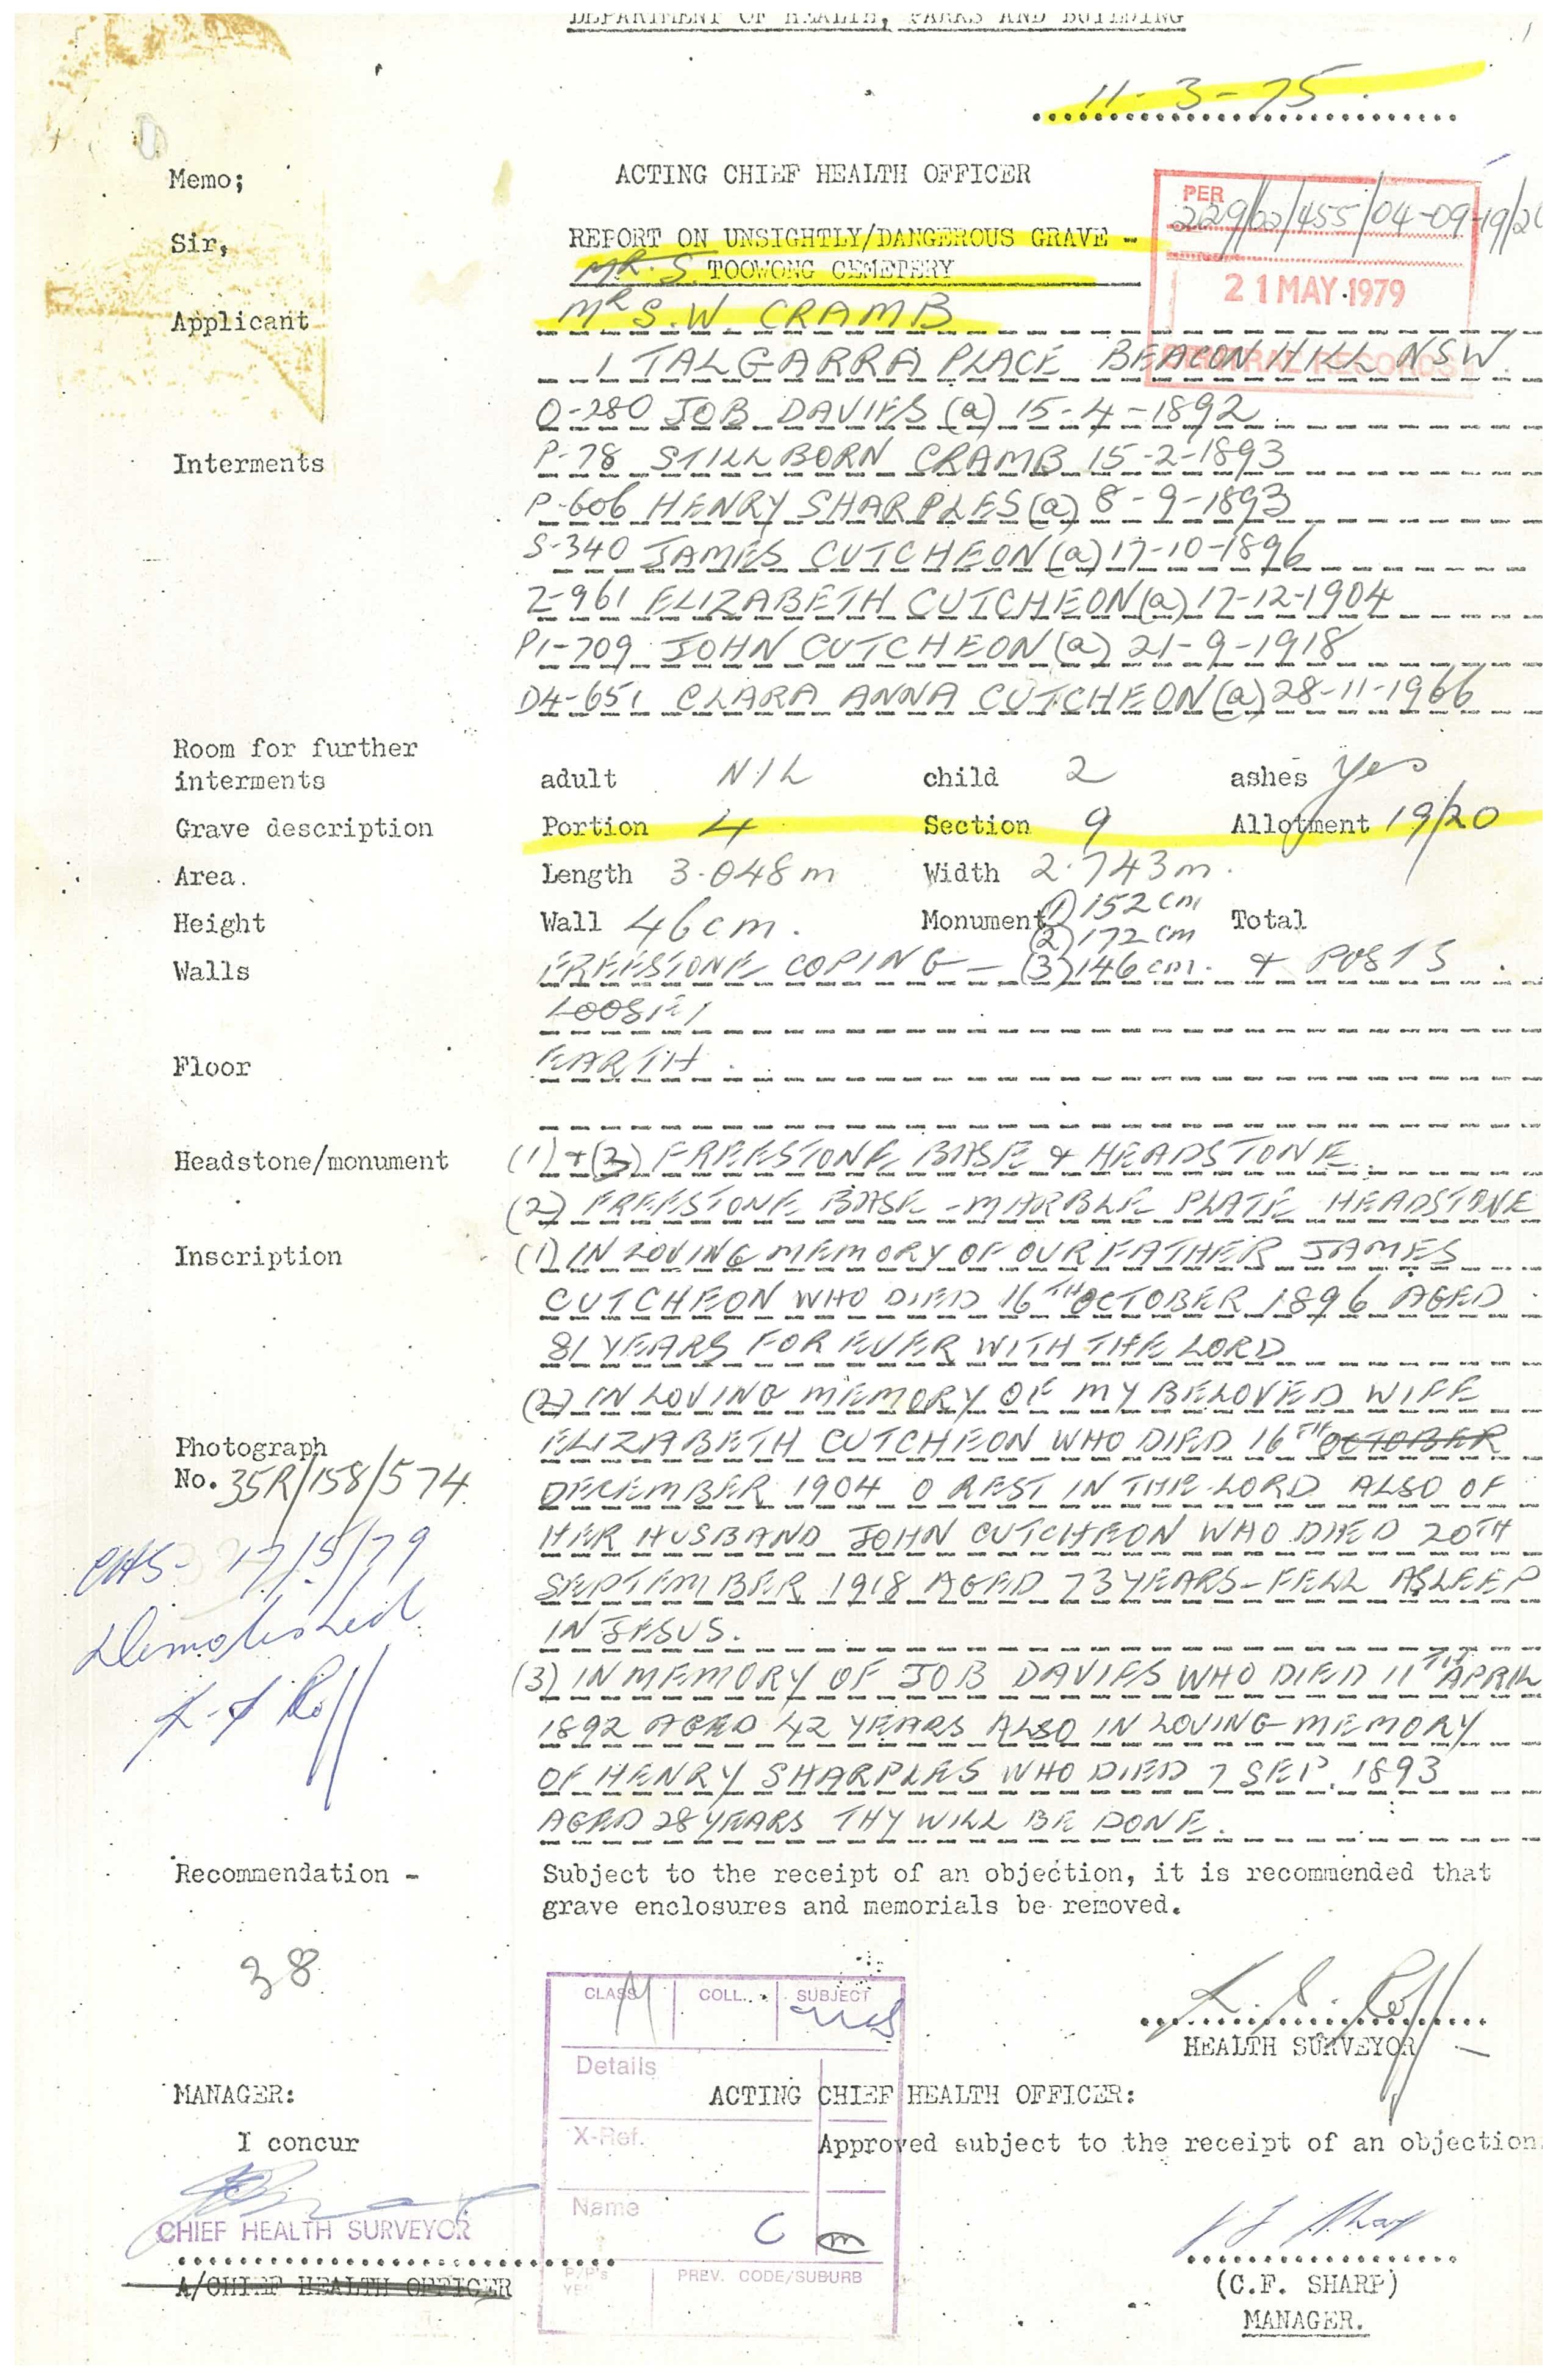 DEPARTMENT OF HEALTH, PARKS AND BUILDING
11-3-75.
Memo; ACTING CHIEF HEALTH OFFICER
PER
229/02/455/04-09-19/20
Sir, REPORT ON UNSIGHTLY/DANGEROUS GRAVE -
MR. S. TOOWONG CEMETERY
21 MAY 1979
Applicant MR S.W CRAMB
1 TALGARRA PLACE BEACON HILL NSW.
CENTRAL RECORDS
O-280 JOB DAVIES (a) 15-4-1892
Interments P-78 STILLBORN CRAMB 15-2-1893
P-606 HENRY SHARPLES (a) 8-9-1893
S-340 JAMES CUTCHEON (a) 17-10-1896
Z-961 ELIZABETH CUTCHEON (a) 17-12-1904
P1-709 JOHN CUTCHEON (a) 21-9-1918
D4-651 CLARA ANNA CUTCHEON (a) 28-11-1966
Room for further
interments adult NIL child 2 ashes yes
Grave description Portion 4 Section 9 Allotment 19/20
Area. Length 3.048m Width 2.743m.
Height Wall 46cm. Monument (1) 152cm Total
(2) 172cm
Walls FREESTONE COPING - (3) 146cm. & POSTS.
LOOSE
Floor EARTH.
Headstone/monument (1) & (3) FREESTONE BASE & HEADSTONE
(2) FREESTONE BASE - MARBLE PLATE HEADSTONE
Inscription (1) IN LOVING MEMORY OF OUR FATHER JAMES
CUTCHEON WHO DIED 16TH OCTOBER 1896 AGED
81 YEARS FOR EVER WITH THE LORD
(2) IN LOVING MEMORY OF MY BELOVED WIFE
Photograph ELIZABETH CUTCHEON WHO DIED 16TH OCTOBER
No. 35R/158/574 DECEMBER 1904 O REST IN THE LORD ALSO OF
HER HUSBAND JOHN CUTCHEON WHO DIED 20TH
SEPTEMBER 1918 AGED 73 YEARS - FELL ASLEEP
IN JESUS.
17/5/79
Demolished
(3) IN MEMORY OF JOB DAVIES WHO DIED 11TH APRIL
1892 AGED 42 YEARS ALSO IN LOVING MEMORY
OF HENRY SHARPLES WHO DIED 7 SEP. 1893
AGED 28 YEARS THY WILL BE DONE.
Recommendation - Subject to the receipt of an objection, it is recommended that
grave enclosures and memorials be removed.
38
CLASS COLL. SUBJECT
HEALTH SURVEYOR
Details
MANAGER: ACTING CHIEF HEALTH OFFICER:
X-Ref.
I concur Approved subject to the receipt of an objection.
Name
C m
CHIEF HEALTH SURVEYOR
A/CHIEF HEALTH OFFICER
PREV. CODE/SUBURB
(C.F. SHARP)
MANAGER.